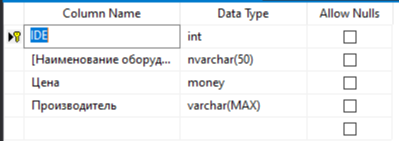 Column Name Data Type Allow Nulls
IDE int
[Наименование оборуд... nvarchar(50)
Цена money
Производитель varchar(MAX)